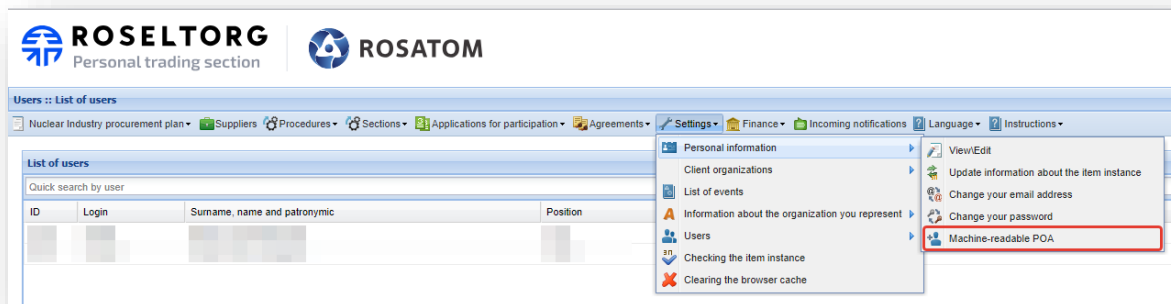 ROSELTORG
Personal trading section
ROSATOM
Users :: List of users
Nuclear Industry procurement plan Suppliers Procedures Sections Applications for participation Agreements Settings Finance Incoming notifications Language Instructions
List of users
Quick search by user
ID Login Surname, name and patronymic Position
Personal information
Client organizations
List of events
Information about the organization you represent
Users
Checking the item instance
Clearing the browser cache
View\Edit
Update information about the item instance
Change your email address
Change your password
Machine-readable POA